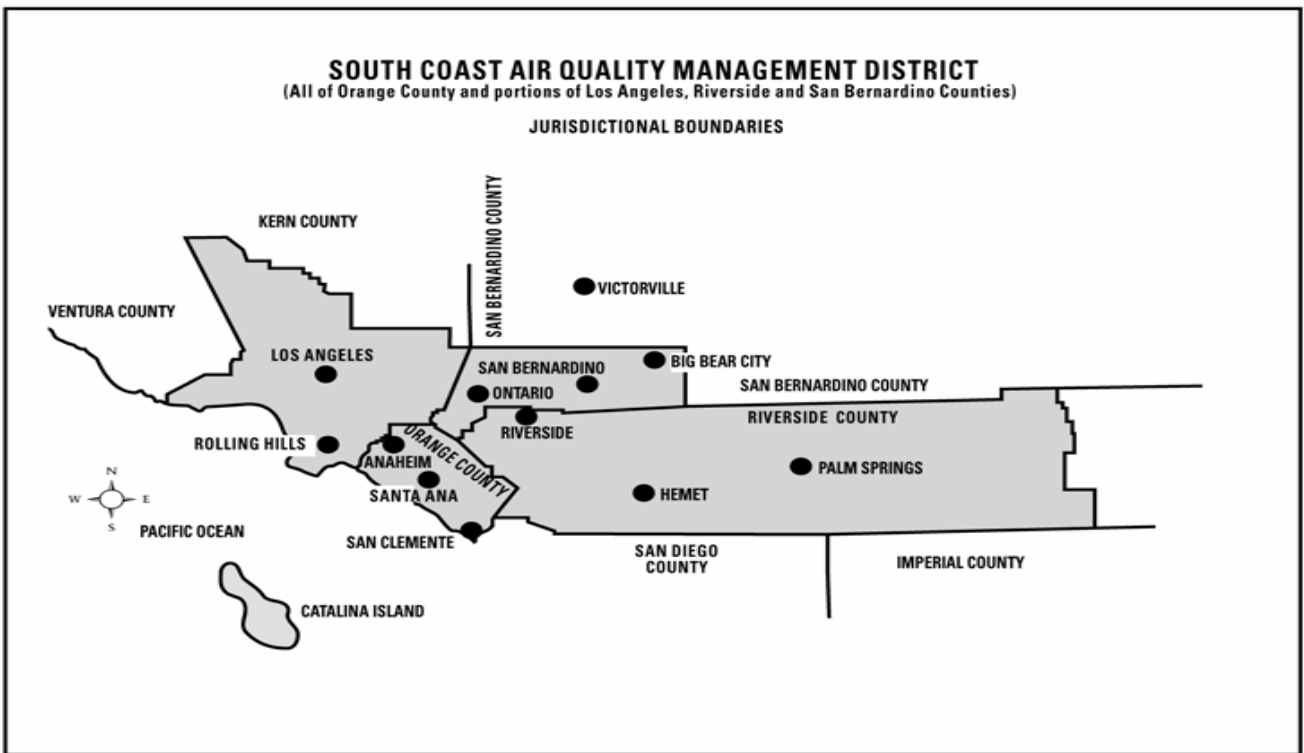 SOUTH COAST AIR QUALITY MANAGEMENT DISTRICT
(All of Orange County and portions of Los Angeles, Riverside and San Bernardino Counties)
JURISDICTIONAL BOUNDARIES
SAN BERNARDINO COUNTY
KERN COUNTY
VICTORVILLE
VENTURA COUNTY
LOS ANGELES
SAN BERNARDINO
BIG BEAR CITY
ONTARIO
SAN BERNARDINO COUNTY
RIVERSIDE COUNTY
RIVERSIDE
ROLLING HILLS
ORANGE COUNTY
ANAHEIM
PALM SPRINGS
SANTA ANA
HEMET
N
W
E
S
PACIFIC OCEAN
SAN CLEMENTE
SAN DIEGO
COUNTY
IMPERIAL COUNTY
CATALINA ISLAND